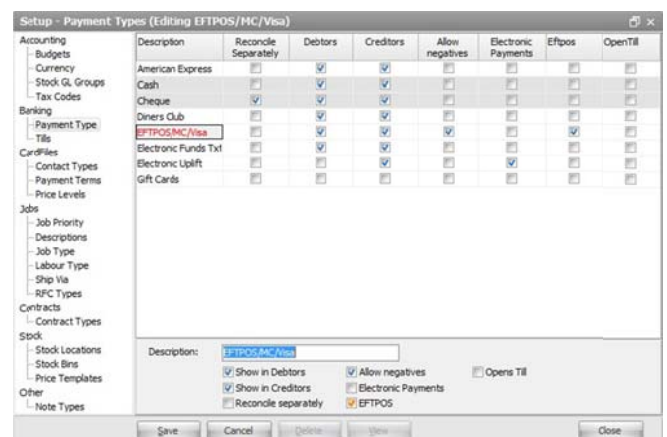 Setup - Payment Types (Editing EFTPOS/MC/Visa)
Accounting
Budgets
Currency
Stock GL Groups
Tax Codes
Banking
Payment Type
Tills
CardFiles
Contact Types
Payment Terms
Price Levels
Jobs
Job Priority
Descriptions
Job Type
Labour Type
Ship Via
RFC Types
Contracts
Contract Types
Stock
Stock Locations
Stock Bins
Price Templates
Other
Note Types
Description Reconcile Separately Debtors Creditors Allow negatives Electronic Payments Eftpos OpenTill
American Express
Cash
Cheque
Diners Club
EFTPOS/MC/Visa
Electronic Funds Txf
Electronic Uplift
Gift Cards
Description: EFTPOS/MC/Visa
Show in Debtors Allow negatives Opens Till
Show in Creditors Electronic Payments
Reconcile separately EFTPOS
Save Cancel Delete View Close